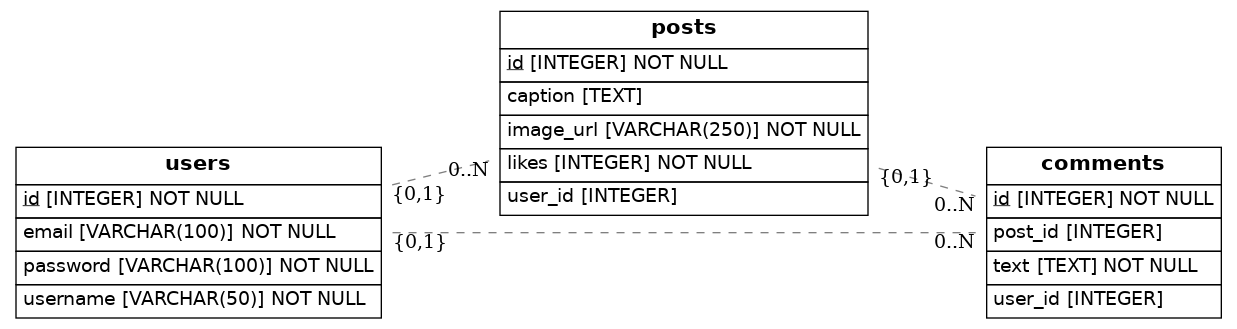 posts
id [INTEGER] NOT NULL
caption [TEXT]
image_url [VARCHAR(250)] NOT NULL
likes [INTEGER] NOT NULL
user_id [INTEGER]
users
id [INTEGER] NOT NULL
email [VARCHAR(100)] NOT NULL
password [VARCHAR(100)] NOT NULL
username [VARCHAR(50)] NOT NULL
0..N
{0,1}
{0,1}
{0,1}
0..N
0..N
comments
id [INTEGER] NOT NULL
post_id [INTEGER]
text [TEXT] NOT NULL
user_id [INTEGER]